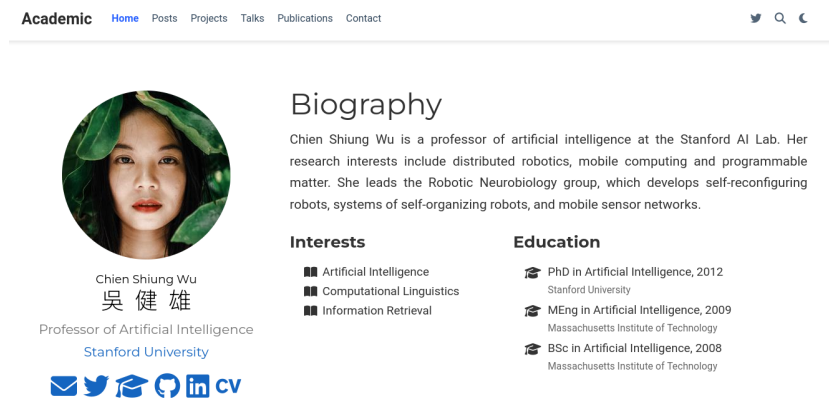 Academic Home Posts Projects Talks Publications Contact
Chien Shiung Wu
吳健雄
Professor of Artificial Intelligence
Stanford University
CV
Biography
Chien Shiung Wu is a professor of artificial intelligence at the Stanford AI Lab. Her
research interests include distributed robotics, mobile computing and programmable
matter. She leads the Robotic Neurobiology group, which develops self-reconfiguring
robots, systems of self-organizing robots, and mobile sensor networks.
Interests
Artificial Intelligence
Computational Linguistics
Information Retrieval
Education
PhD in Artificial Intelligence, 2012
Stanford University
MEng in Artificial Intelligence, 2009
Massachusetts Institute of Technology
BSc in Artificial Intelligence, 2008
Massachusetts Institute of Technology